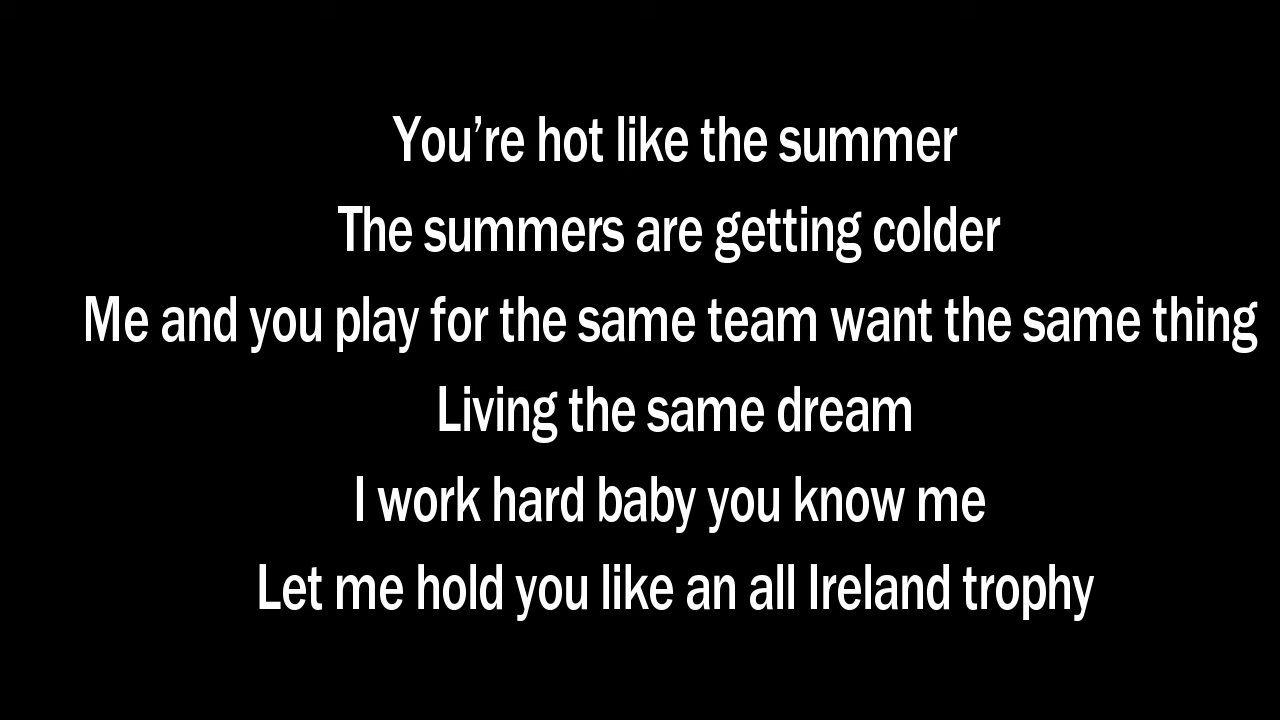 You’re hot like the summer
The summers are getting colder
Me and you play for the same team want the same thing
Living the same dream
I work hard baby you know me
Let me hold you like an all Ireland trophy